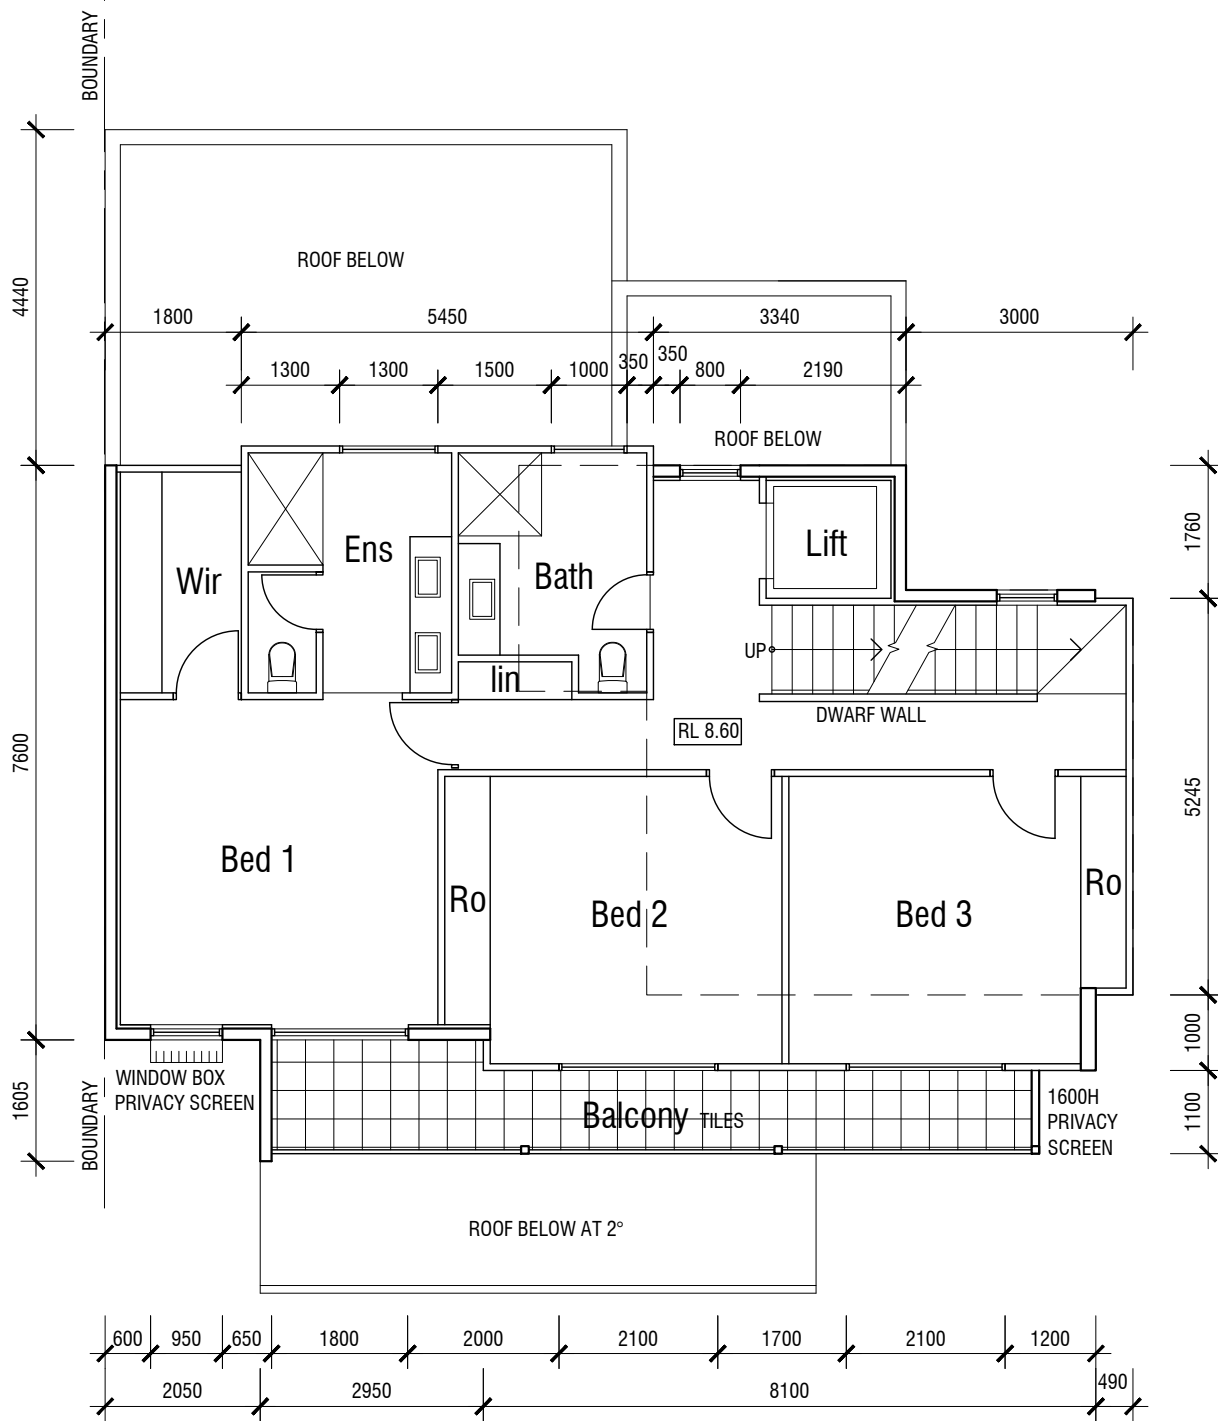 BOUNDARY
ROOF BELOW
4440
1800 5450 3340 3000
1300 1300 1500 1000 350 350 800 2190
ROOF BELOW
1760
Ens
Lift
Wir
Bath
UP
lin
DWARF WALL
RL 8.60
7600
5245
Bed 1
Ro
Bed 2
Bed 3
Ro
1000
WINDOW BOX
PRIVACY SCREEN
1605
BOUNDARY
Balcony TILES
1600H
PRIVACY
SCREEN
1100
ROOF BELOW AT 2°
600 950 650 1800 2000 2100 1700 2100 1200
2050 2950 8100 490